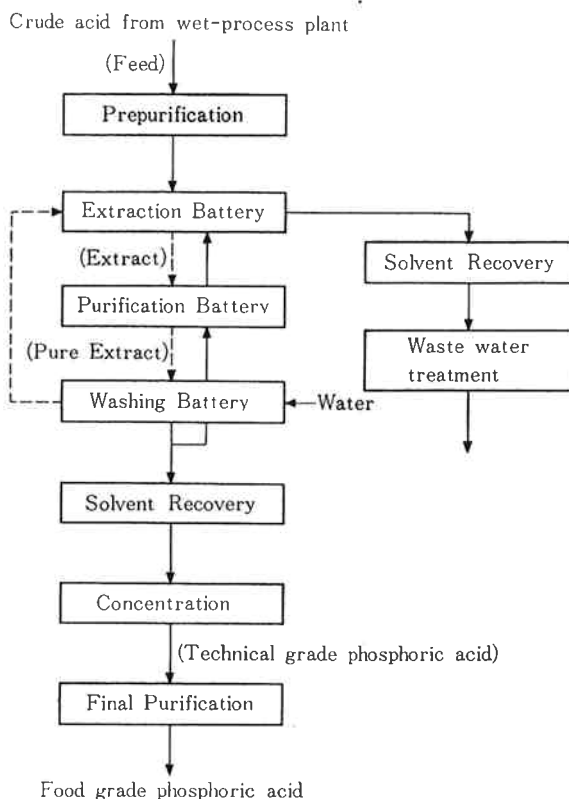 Crude acid from wet-process plant
(Feed)
Prepurification
Extraction Battery
(Extract)
Solvent Recovery
Purification Battery
(Pure Extract)
Waste water
treatment
Washing Battery
Water
Solvent Recovery
Concentration
(Technical grade phosphoric acid)
Final Purification
Food grade phosphoric acid